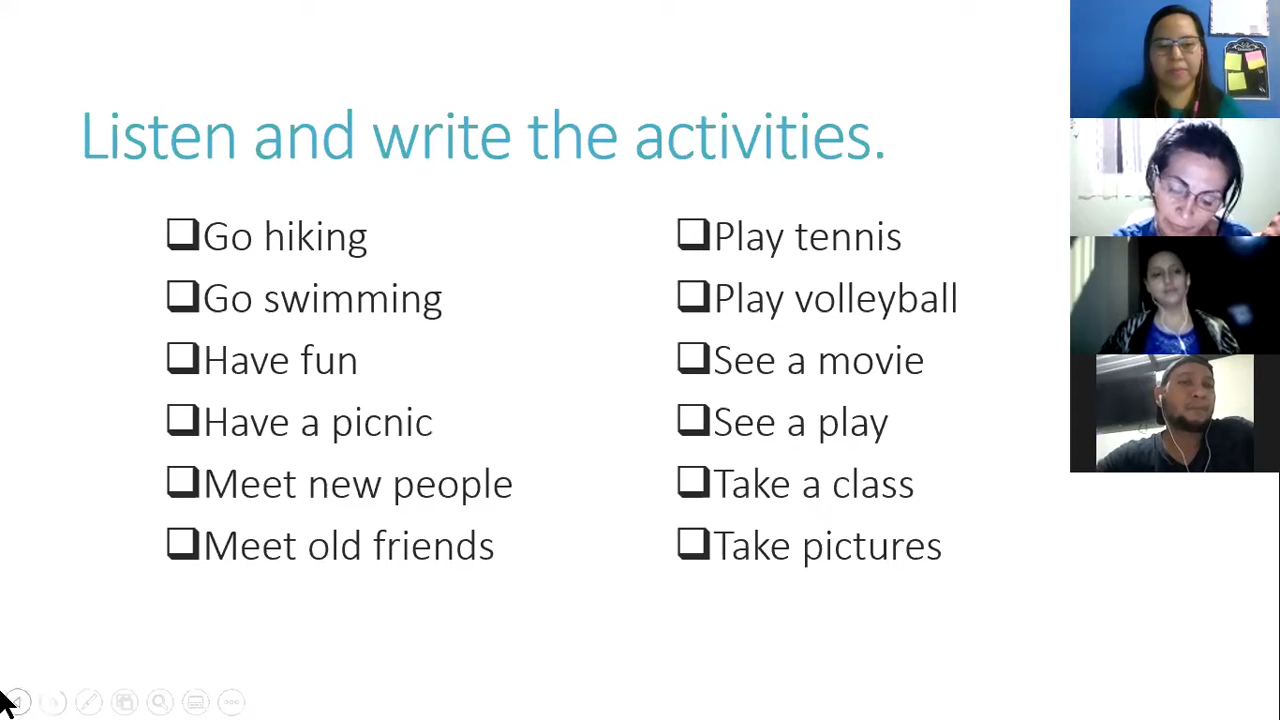 Listen and write the activities.
Go hiking
Go swimming
Have fun
Have a picnic
Meet new people
Meet old friends
Play tennis
Play volleyball
See a movie
See a play
Take a class
Take pictures